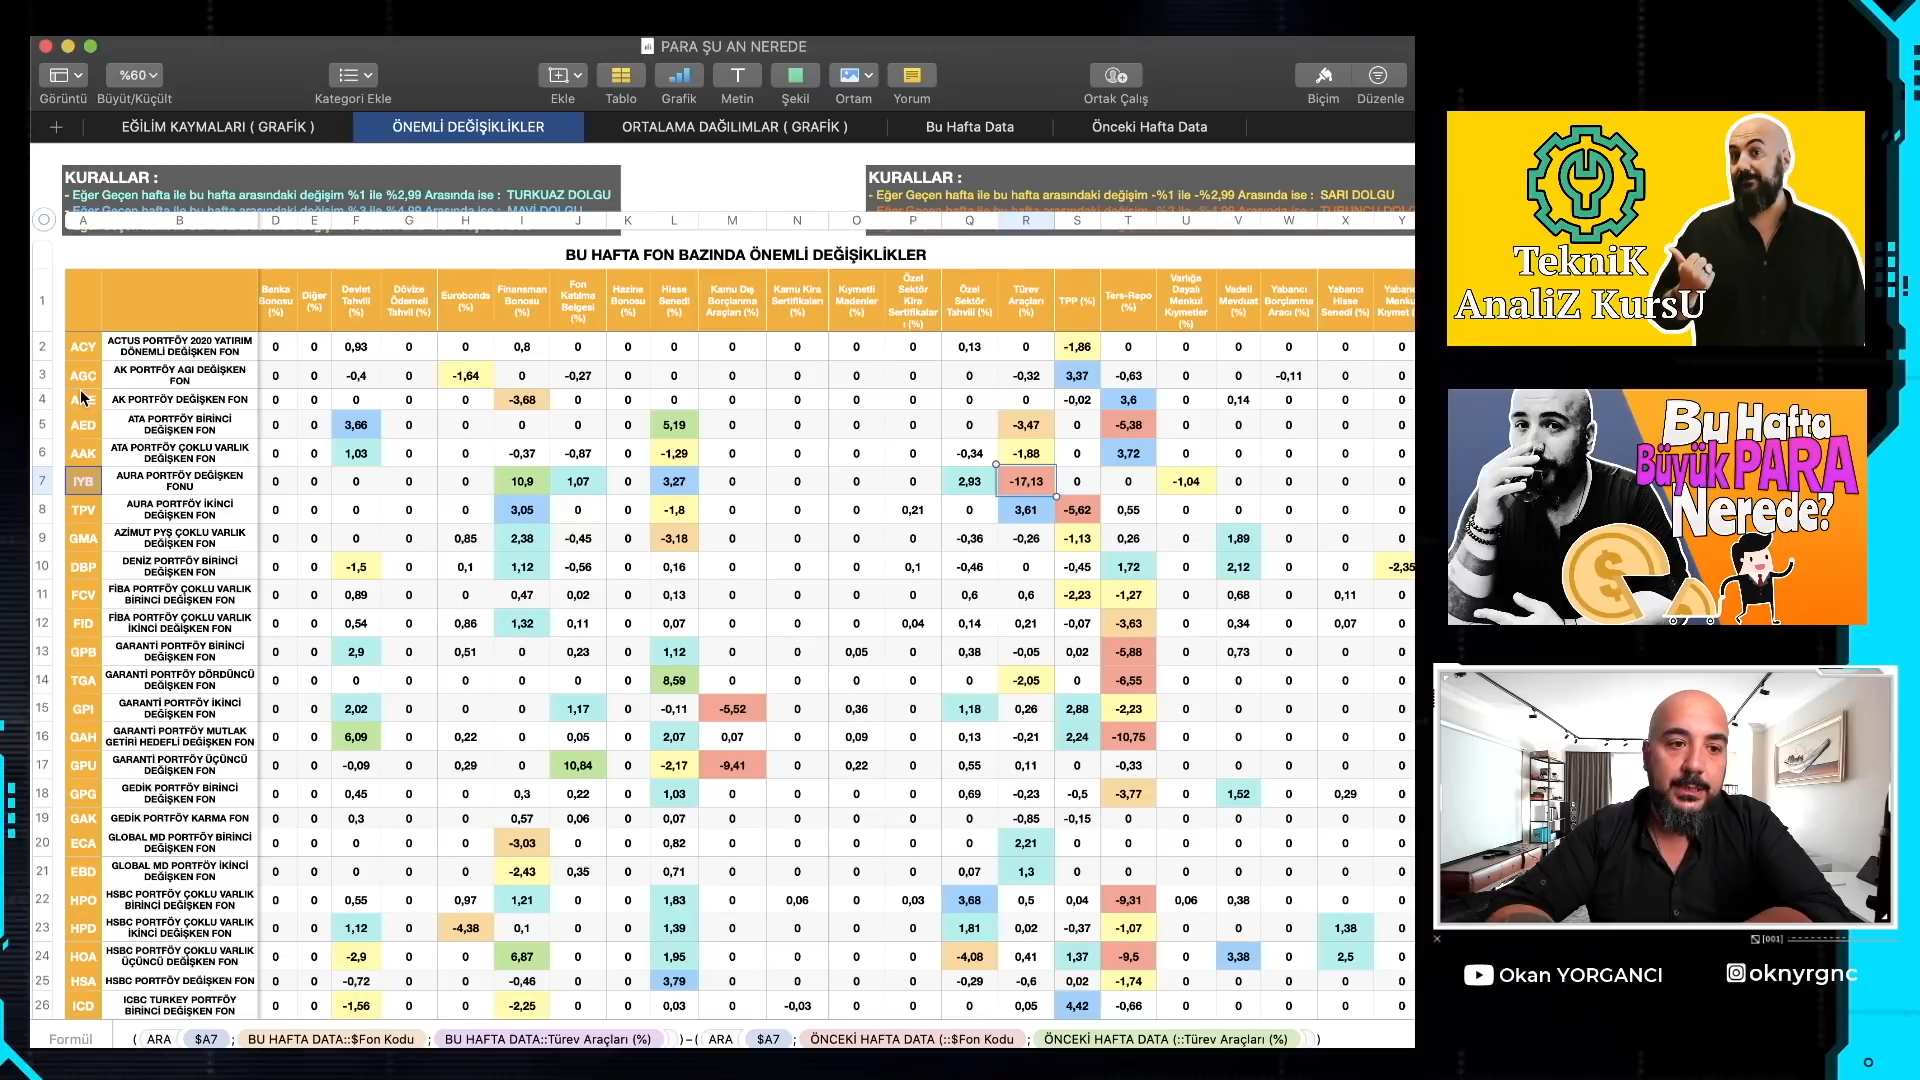 PARA ŞU AN NEREDE
%60
Görüntü Büyüt/Küçült Kategori Ekle Ekle Tablo Grafik Metin Şekil Ortam Yorum Ortak Çalış Biçim Düzenle
EĞİLİM KAYMALARI ( GRAFİK ) ÖNEMLİ DEĞİŞİKLİKLER ORTALAMA DAĞILIMLAR ( GRAFİK ) Bu Hafta Data Önceki Hafta Data
KURALLAR :
- Eğer Geçen hafta ile bu hafta arasındaki değişim %1 ile %2,99 Arasında ise : TURKUAZ DOLGU
KURALLAR :
- Eğer Geçen hafta ile bu hafta arasındaki değişim -%1 ile -%2,99 Arasında ise : SARI DOLGU
A B D E F G H I J K L M N O P Q R S T U V W X Y
BU HAFTA FON BAZINDA ÖNEMLİ DEĞİŞİKLİKLER
1 Banka Bonosu (%) Diğer (%) Devlet Tahvili (%) Dövize Ödemeli Tahvil (%) Eurobonds (%) Finansman Bonosu (%) Fon Katılma Belgesi (%) Hazine Bonosu (%) Hisse Senedi (%) Kamu Dış Borçlanma Araçları (%) Kamu Kira Sertifikaları (%) Kıymetli Madenler (%) Özel Sektör Kira Sertifikalar ı (%) Özel Sektör Tahvili (%) Türev Araçları (%) TPP (%) Ters-Repo (%) Varlığa Dayalı Menkul Kıymetler (%) Vadeli Mevduat (%) Yabancı Borçlanma Aracı (%) Yabancı Hisse Senedi (%)
2 ACY ACTUS PORTFÖY 2020 YATIRIM DÖNEMLİ DEĞİŞKEN FON 0 0 0,93 0 0 0,8 0 0 0 0 0 0 0 0,13 0 -1,86 0 0 0 0 0
3 AGC AK PORTFÖY AGI DEĞİŞKEN FON 0 0 -0,4 0 -1,64 0 -0,27 0 0 0 0 0 0 0 -0,32 3,37 -0,63 0 0 -0,11 0 0
4 AK PORTFÖY DEĞİŞKEN FON 0 0 0 0 0 -3,68 0 0 0 0 0 0 0 0 0 -0,02 3,6 0 0,14 0 0 0
5 AED ATA PORTFÖY BİRİNCİ DEĞİŞKEN FON 0 0 3,66 0 0 0 0 0 5,19 0 0 0 0 0 -3,47 0 -5,38 0 0 0 0 0
6 AAK ATA PORTFÖY ÇOKLU VARLIK DEĞİŞKEN FON 0 0 1,03 0 0 -0,37 -0,87 0 -1,29 0 0 0 0 -0,34 -1,88 0 3,72 0 0 0 0 0
7 IYB AURA PORTFÖY DEĞİŞKEN FONU 0 0 0 0 0 10,9 1,07 0 3,27 0 0 0 0 2,93 -17,13 0 0 -1,04 0 0 0 0
8 TPV AURA PORTFÖY İKİNCİ DEĞİŞKEN FON 0 0 0 0 0 3,05 0 0 -1,8 0 0 0 0,21 0 3,61 -5,62 0,55 0 0 0 0 0
9 GMA AZİMUT PYŞ ÇOKLU VARLIK DEĞİŞKEN FON 0 0 0 0 0,85 2,38 -0,45 0 -3,18 0 0 0 0 -0,36 -0,26 -1,13 0,26 0 1,89 0 0 0
10 DBP DENİZ PORTFÖY BİRİNCİ DEĞİŞKEN FON 0 0 -1,5 0 0,1 1,12 -0,56 0 0,16 0 0 0 0,1 -0,46 0 -0,45 1,72 0 2,12 0 0 -2,35
11 FCV FİBA PORTFÖY ÇOKLU VARLIK BİRİNCİ DEĞİŞKEN FON 0 0 0,89 0 0 0,47 0,02 0 0,13 0 0 0 0 0,6 0,6 -2,23 -1,27 0 0,68 0 0,11 0
12 FID FİBA PORTFÖY ÇOKLU VARLIK İKİNCİ DEĞİŞKEN FON 0 0 0,54 0 0,86 1,32 0,11 0 0,07 0 0 0 0,04 0,14 0,21 -0,07 -3,63 0 0,34 0 0,07 0
13 GPB GARANTİ PORTFÖY BİRİNCİ DEĞİŞKEN FON 0 0 2,9 0 0,51 0 0,23 0 1,12 0 0 0,05 0 0,38 -0,05 0,02 -5,88 0 0,73 0 0 0
14 TGA GARANTİ PORTFÖY DÖRDÜNCÜ DEĞİŞKEN FON 0 0 0 0 0 0 0 0 8,59 0 0 0 0 0 -2,05 0 -6,55 0 0 0 0 0
15 GPI GARANTİ PORTFÖY İKİNCİ DEĞİŞKEN FON 0 0 2,02 0 0 0 1,17 0 -0,11 -5,52 0 0,36 0 1,18 0,26 2,88 -2,23 0 0 0 0 0
16 GAH GARANTİ PORTFÖY MUTLAK GETİRİ HEDEFLİ DEĞİŞKEN FON 0 0 6,09 0 0,22 0 0,05 0 2,07 0,07 0 0,09 0 0,13 -0,21 2,24 -10,75 0 0 0 0 0
17 GPU GARANTİ PORTFÖY ÜÇÜNCÜ DEĞİŞKEN FON 0 0 -0,09 0 0,29 0 10,84 0 -2,17 -9,41 0 0,22 0 0,55 0,11 0 -0,33 0 0 0 0 0
18 GPG GEDİK PORTFÖY BİRİNCİ DEĞİŞKEN FON 0 0 0,45 0 0 0,3 0,22 0 1,03 0 0 0 0 0,69 -0,23 -0,5 -3,77 0 1,52 0 0,29 0
19 GAK GEDİK PORTFÖY KARMA FON 0 0 0,3 0 0 0,57 0,06 0 0,07 0 0 0 0 0 -0,85 -0,15 0 0 0 0 0 0
20 ECA GLOBAL MD PORTFÖY BİRİNCİ DEĞİŞKEN FON 0 0 0 0 0 -3,03 0 0 0,82 0 0 0 0 0 2,21 0 0 0 0 0 0 0
21 EBD GLOBAL MD PORTFÖY İKİNCİ DEĞİŞKEN FON 0 0 0 0 0 -2,43 0,35 0 0,71 0 0 0 0 0,07 1,3 0 0 0 0 0 0 0
22 HPO HSBC PORTFÖY ÇOKLU VARLIK BİRİNCİ DEĞİŞKEN FON 0 0 0,55 0 0,97 1,21 0 0 1,83 0 0,06 0 0,03 3,68 0,5 0,04 -9,31 0,06 0,38 0 0 0
23 HPD HSBC PORTFÖY ÇOKLU VARLIK İKİNCİ DEĞİŞKEN FON 0 0 1,12 0 -4,38 0,1 0 0 1,39 0 0 0 0 1,81 0,02 -0,37 -1,07 0 0 0 1,38 0
24 HOA HSBC PORTFÖY ÇOKLU VARLIK ÜÇÜNCÜ DEĞİŞKEN FON 0 0 -2,9 0 0 6,87 0 0 1,95 0 0 0 0 -4,08 0,41 1,37 -9,5 0 3,38 0 2,5 0
25 HSA HSBC PORTFÖY DEĞİŞKEN FON 0 0 -0,72 0 0 -0,46 0 0 3,79 0 0 0 0 -0,29 -0,6 0,02 -1,74 0 0 0 0 0
26 ICD ICBC TURKEY PORTFÖY BİRİNCİ DEĞİŞKEN FON 0 0 -1,56 0 0 -2,25 0 0 0,03 0 -0,03 0 0 0 0,05 4,42 -0,66 0 0 0 0 0
Formül ( ARA $A7 ; BU HAFTA DATA::$Fon Kodu ; BU HAFTA DATA::Türev Araçları (%) ) – ( ARA $A7 ; ÖNCEKİ HAFTA DATA (::$Fon Kodu ; ÖNCEKİ HAFTA DATA (::Türev Araçları (%) )
TekniK
AnaliZ KursU
Bu Hafta
BüyükPARA
Nerede?
[001]
Okan YORGANCI oknyrgnc